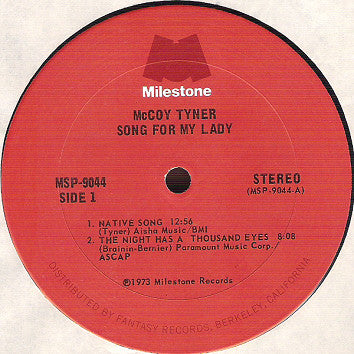 Milestone
McCOY TYNER
SONG FOR MY LADY
MSP-9044
SIDE 1
STEREO
(MSP-9044-A)
1. NATIVE SONG 12:56
(Tyner) Aisha Music/BMI
2. THE NIGHT HAS A THOUSAND EYES 8:08
(Brainin-Bernier) Paramount Music Corp./
ASCAP
℗1973 Milestone Records
DISTRIBUTED BY FANTASY RECORDS, BERKELEY, CALIFORNIA